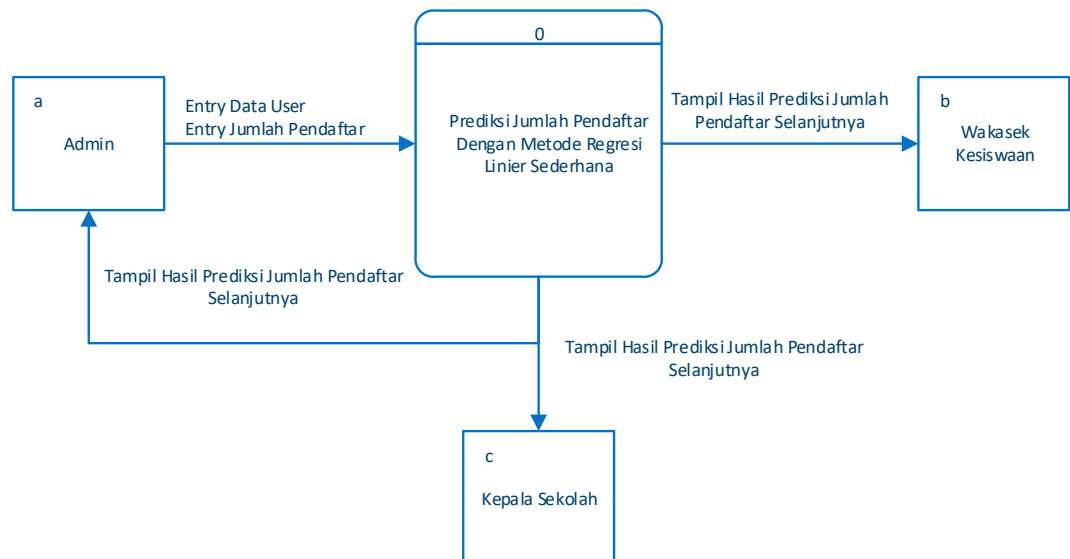 0
a
Admin
Entry Data User
Entry Jumlah Pendaftar
Prediksi Jumlah Pendaftar
Dengan Metode Regresi
Linier Sederhana
Tampil Hasil Prediksi Jumlah
Pendaftar Selanjutnya
b
Wakasek
Kesiswaan
Tampil Hasil Prediksi Jumlah Pendaftar
Selanjutnya
Tampil Hasil Prediksi Jumlah Pendaftar
Selanjutnya
c
Kepala Sekolah